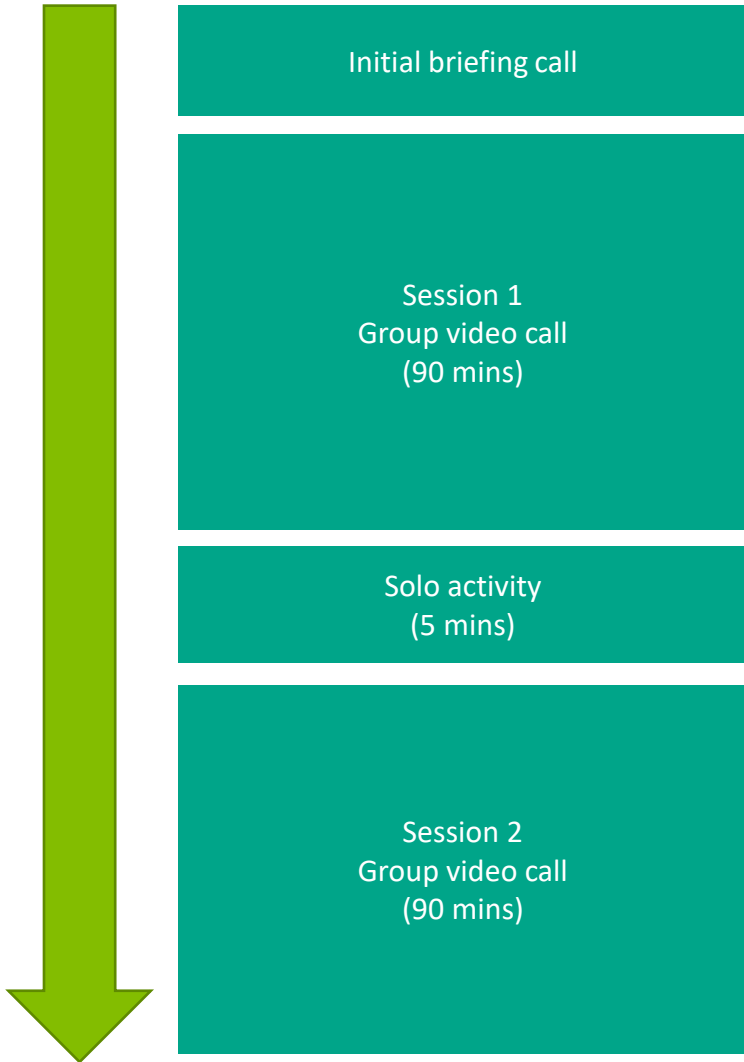 Initial briefing call
Session 1
Group video call
(90 mins)
Solo activity
(5 mins)
Session 2
Group video call
(90 mins)